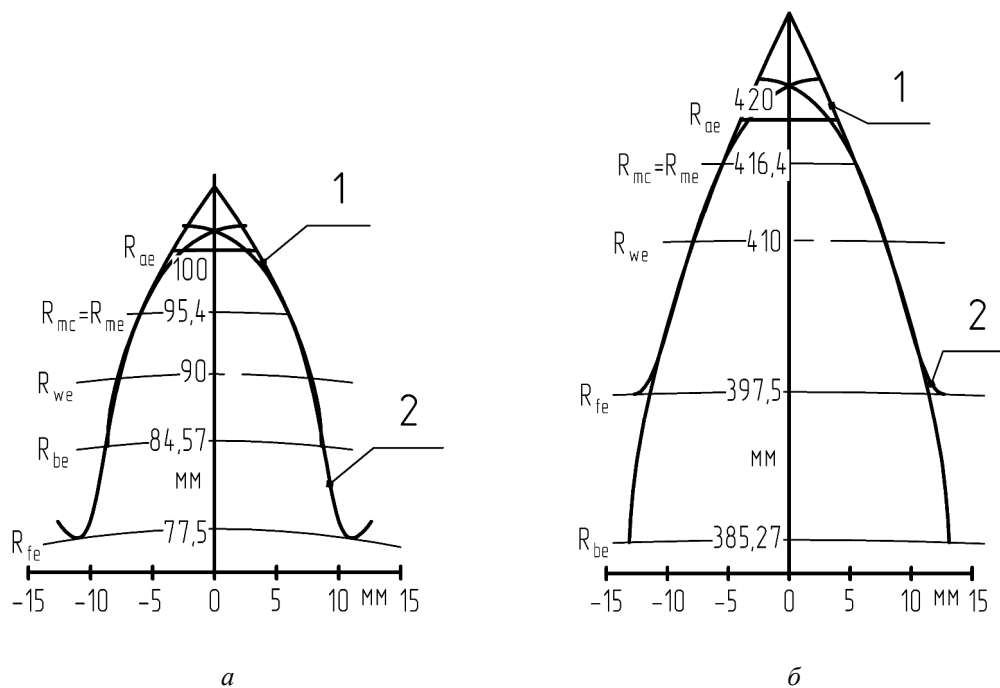 1
R_ae
100
R_mc=R_me 95,4
R_we 90
2
R_be 84,57
мм
R_fe 77,5
-15 -10 -5 0 5 10 мм 15
а
1
420
R_ae
R_mc=R_me 416,4
R_we 410
2
R_fe 397,5
мм
R_be 385,27
-15 -10 -5 0 5 10 мм 15
б